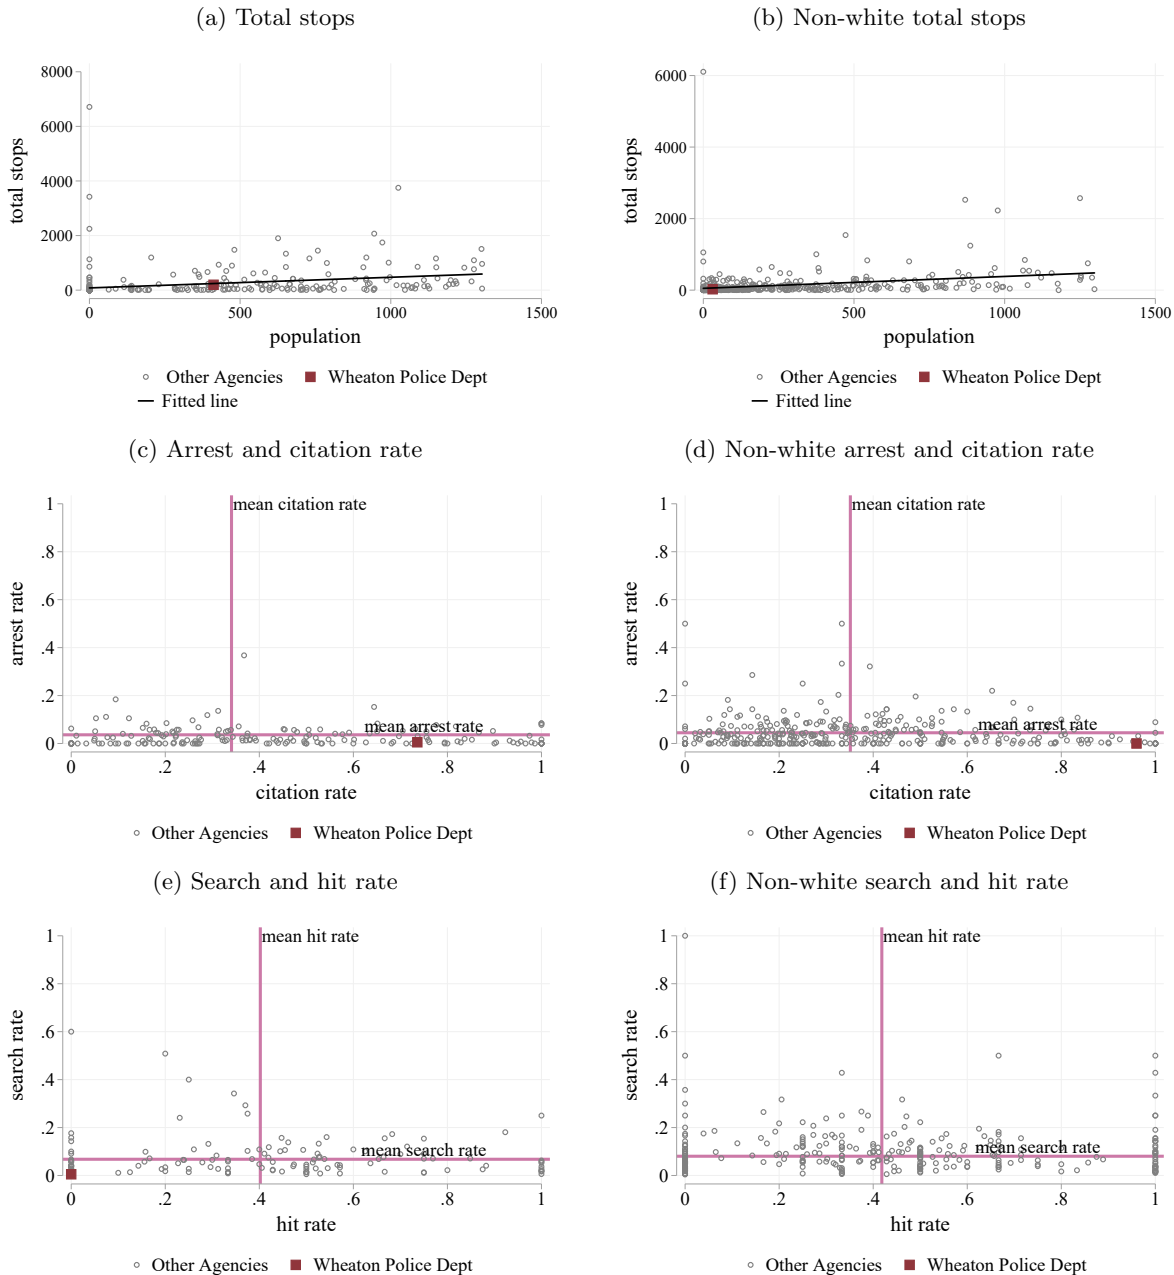 (a) Total stops
(b) Non-white total stops
8000
6000
4000
2000
0
total stops
0 500 1000 1500
population
Other Agencies Wheaton Police Dept
Fitted line
6000
4000
2000
0
total stops
0 500 1000 1500
population
Other Agencies Wheaton Police Dept
Fitted line
(c) Arrest and citation rate
(d) Non-white arrest and citation rate
1
.8
.6
.4
.2
0
arrest rate
mean citation rate
mean arrest rate
0 .2 .4 .6 .8 1
citation rate
Other Agencies Wheaton Police Dept
1
.8
.6
.4
.2
0
arrest rate
mean citation rate
mean arrest rate
0 .2 .4 .6 .8 1
citation rate
Other Agencies Wheaton Police Dept
(e) Search and hit rate
(f) Non-white search and hit rate
1
.8
.6
.4
.2
0
search rate
mean hit rate
mean search rate
0 .2 .4 .6 .8 1
hit rate
Other Agencies Wheaton Police Dept
1
.8
.6
.4
.2
0
search rate
mean hit rate
mean search rate
0 .2 .4 .6 .8 1
hit rate
Other Agencies Wheaton Police Dept